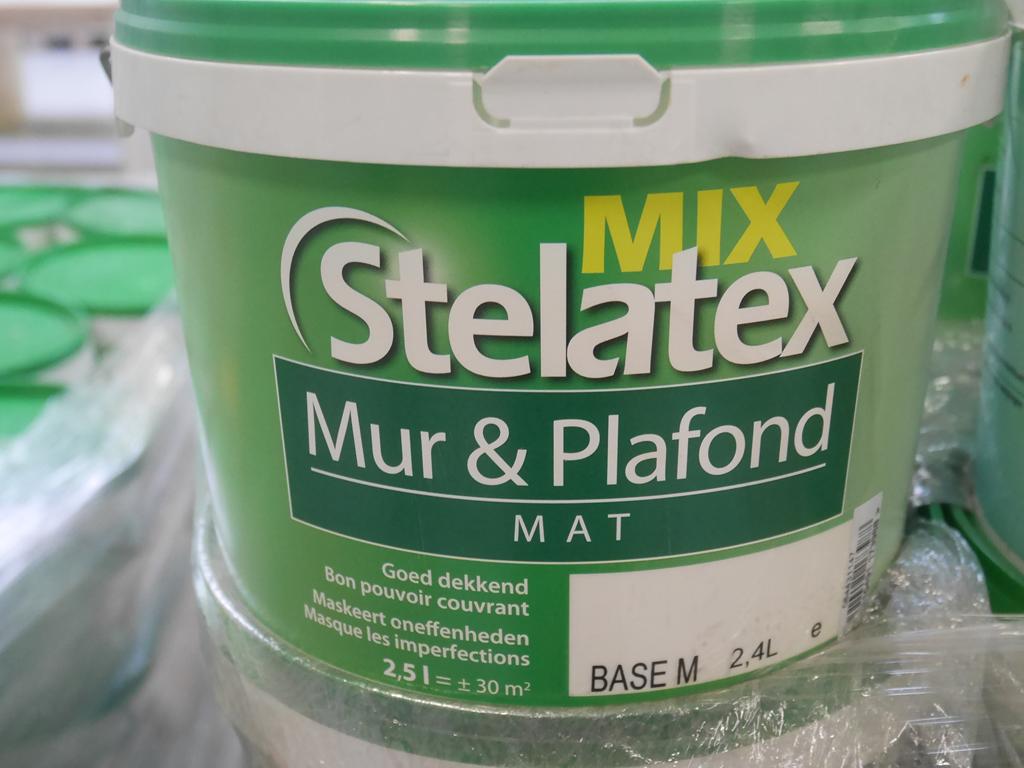 MIX
Stelatex
Mur & Plafond
MAT
Goed dekkend
Bon pouvoir couvrant
Maskeert oneffenheden
Masque les imperfections
2,5 l = ± 30 m²
BASE M 2,4L e